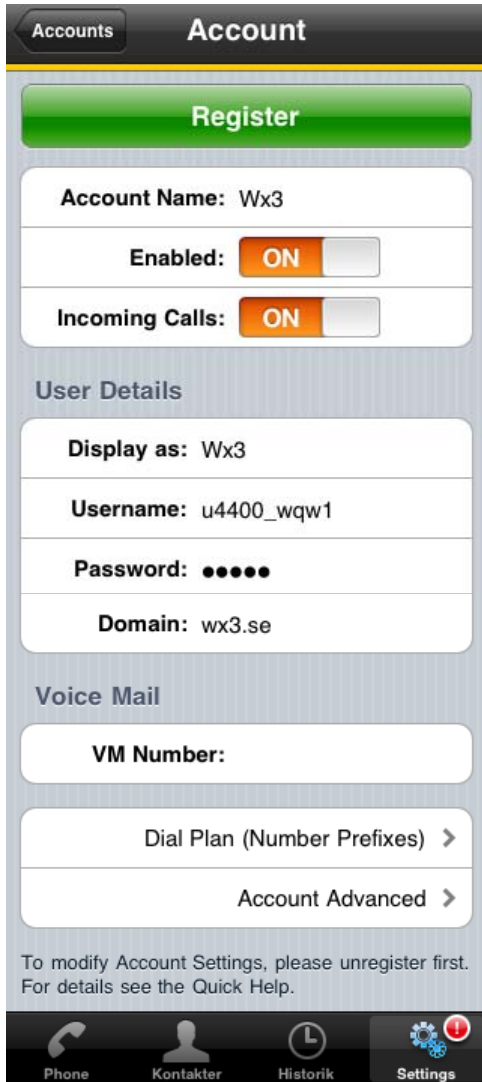 Accounts
Account
Register
Account Name: Wx3
Enabled: ON
Incoming Calls: ON
User Details
Display as: Wx3
Username: u4400_wqw1
Password: ●●●●●
Domain: wx3.se
Voice Mail
VM Number:
Dial Plan (Number Prefixes)
Account Advanced
To modify Account Settings, please unregister first.
For details see the Quick Help.
Phone Kontakter Historik Settings